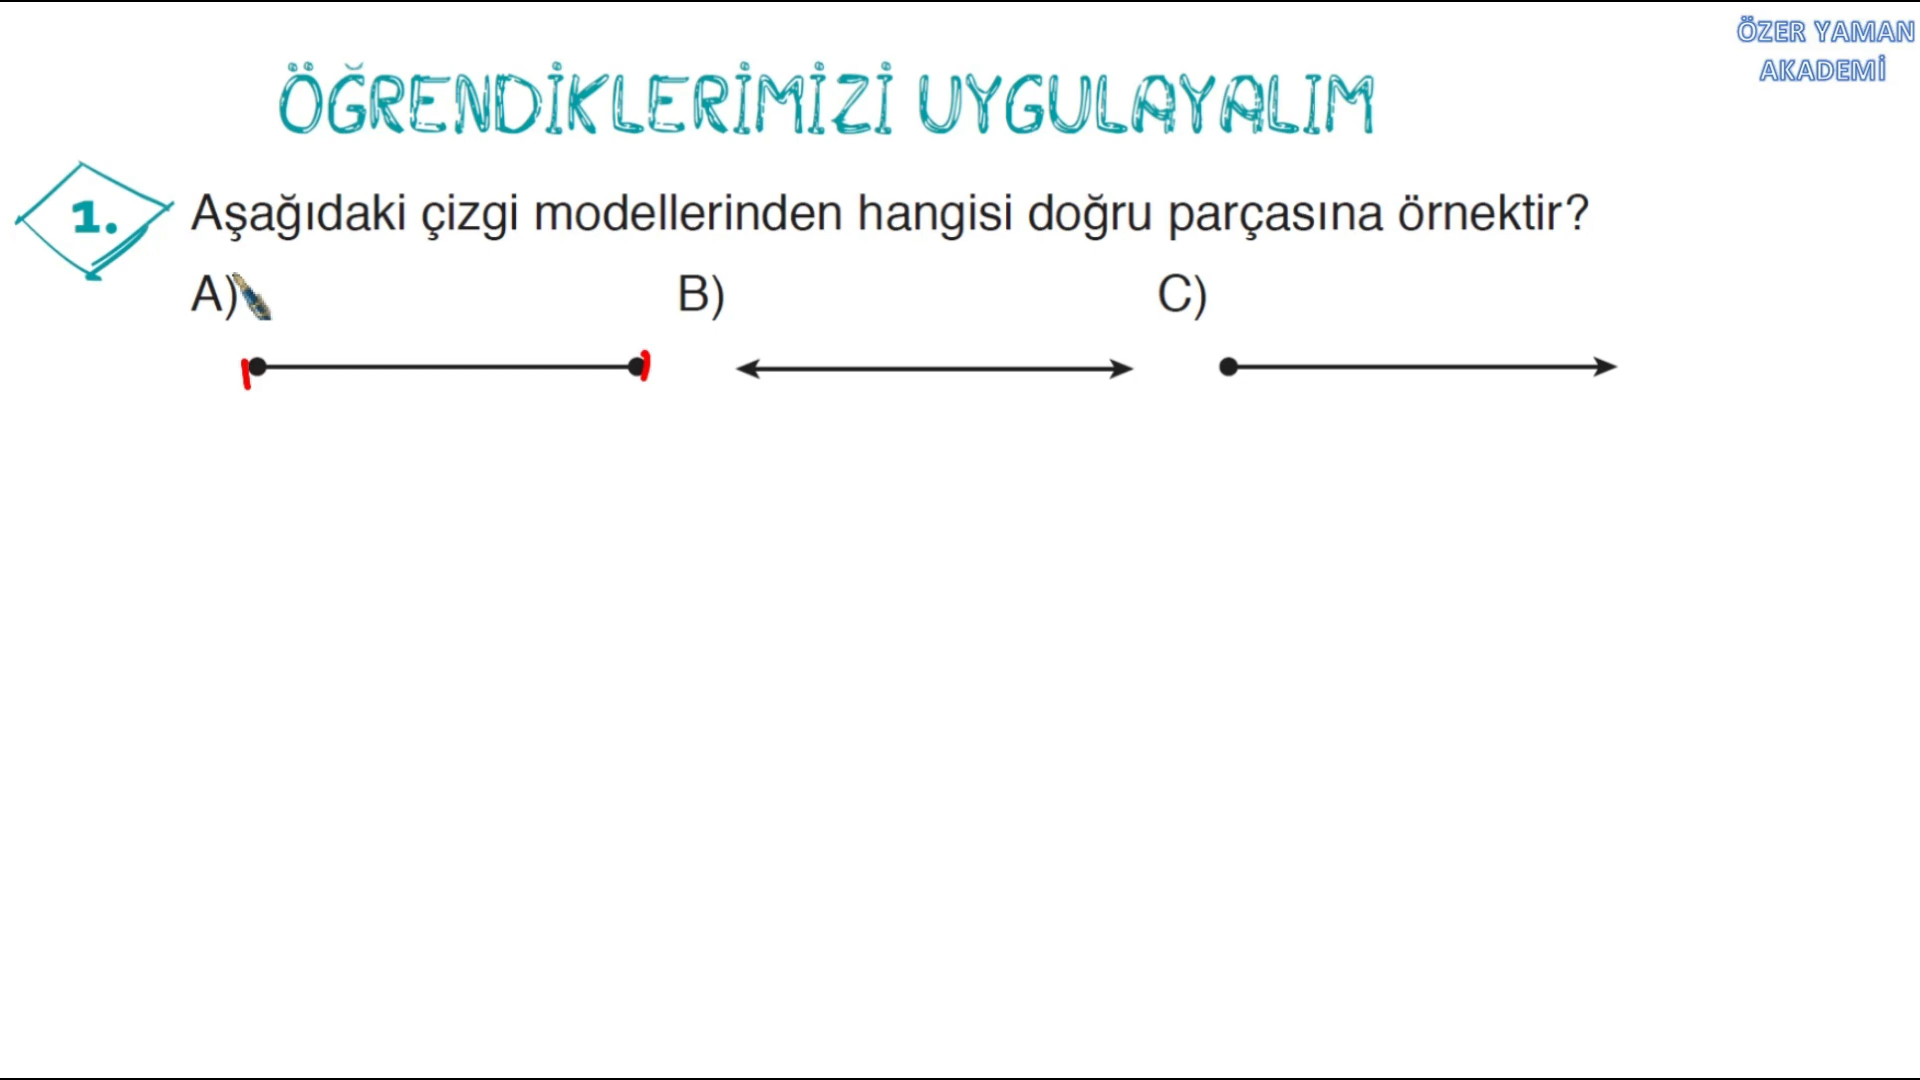 ÖZER YAMAN
AKADEMİ
ÖĞRENDİKLERİMİZİ UYGULAYALIM
1. Aşağıdaki çizgi modellerinden hangisi doğru parçasına örnektir?
A) B) C)